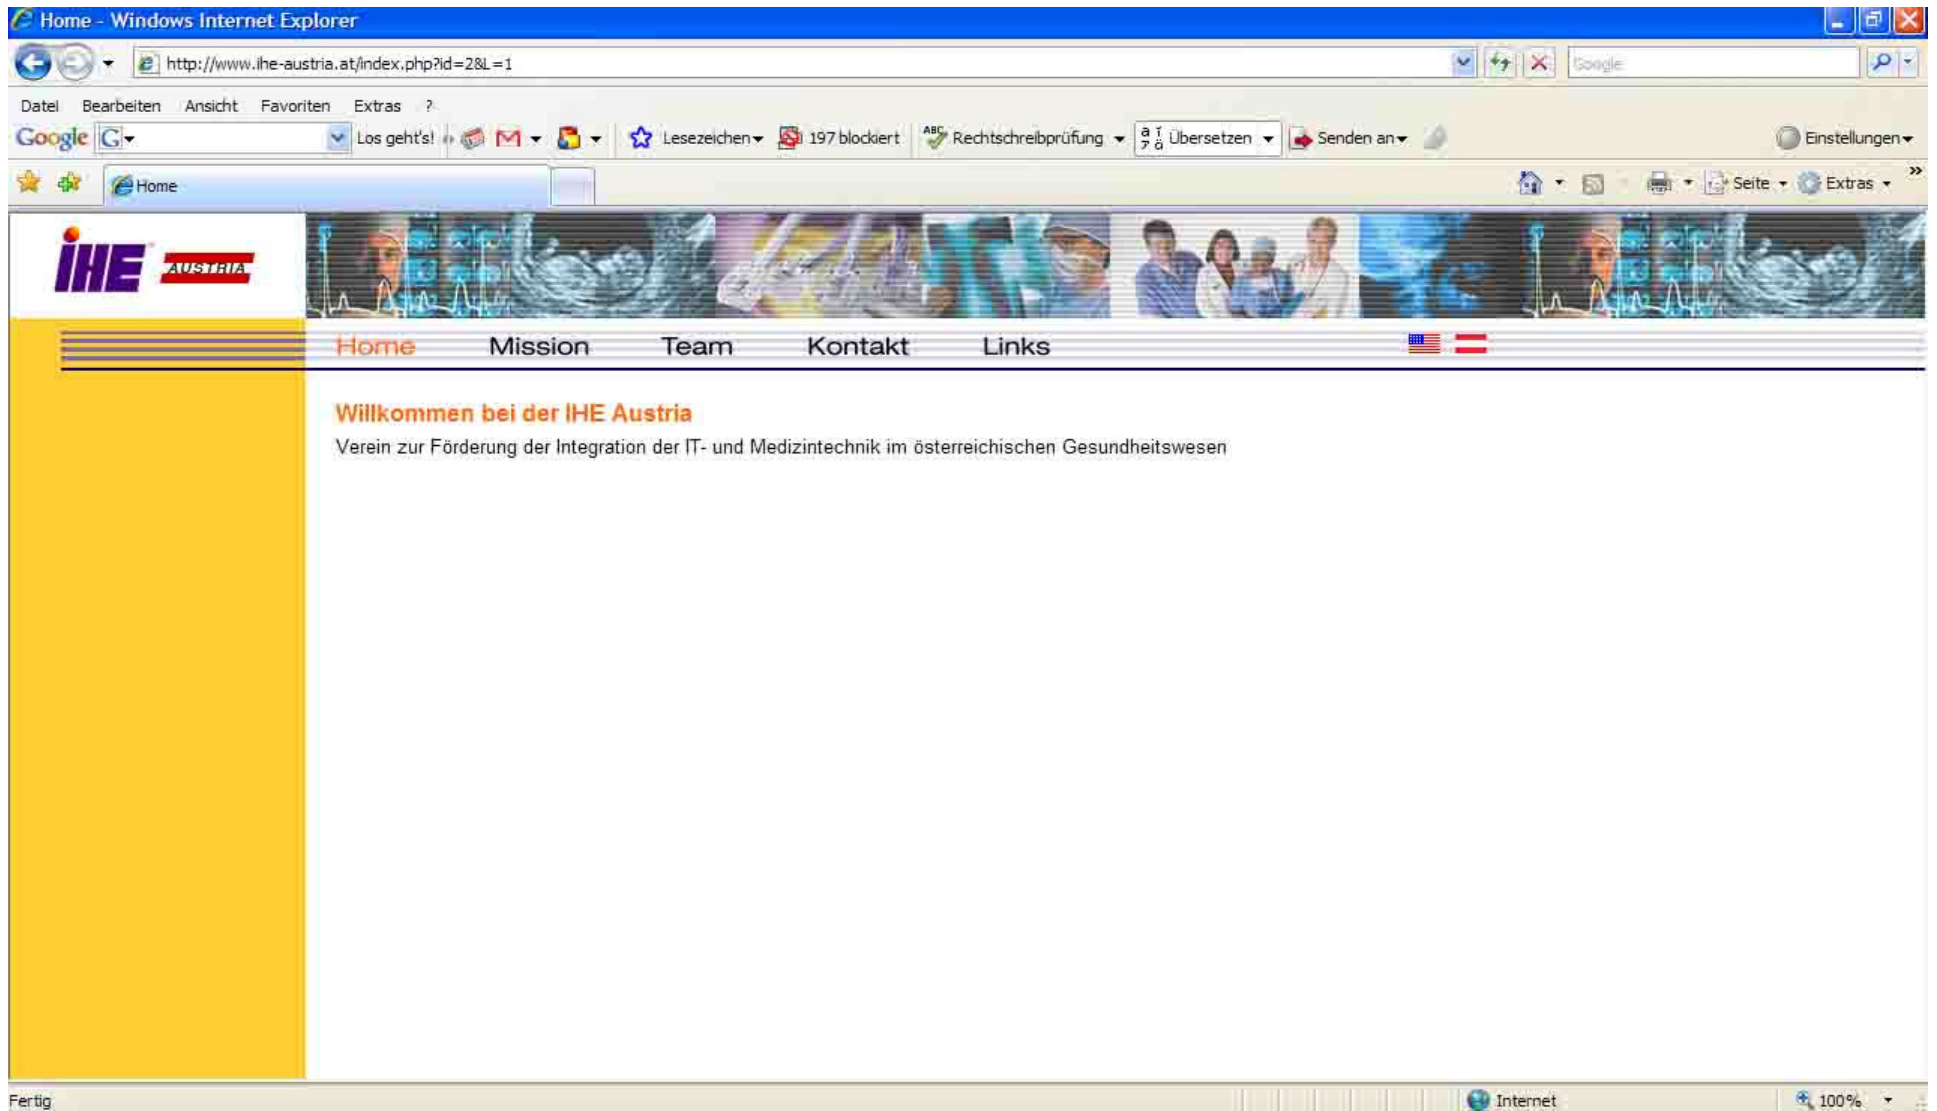 Home - Windows Internet Explorer
http://www.ihe-austria.at/index.php?id=2&L=1
Google
Datei Bearbeiten Ansicht Favoriten Extras ?
Google G Los geht's! Lesezeichen 197 blockiert ABC Rechtschreibprüfung Übersetzen Senden an Einstellungen
Home Seite Extras »
IHE AUSTRIA
Home Mission Team Kontakt Links
Willkommen bei der IHE Austria
Verein zur Förderung der Integration der IT- und Medizintechnik im österreichischen Gesundheitswesen
Fertig Internet 100%